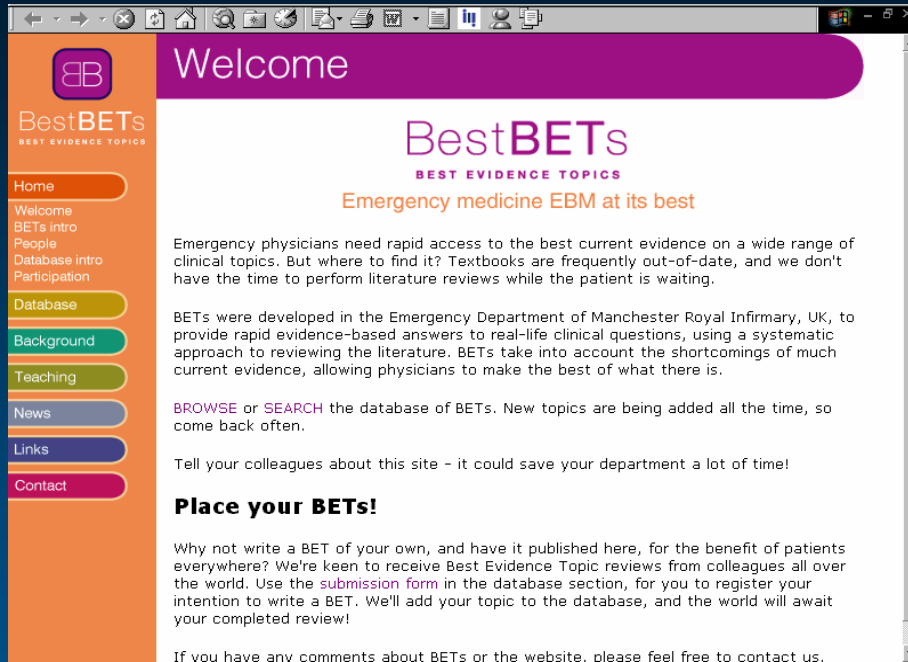 BB
BestBETs
BEST EVIDENCE TOPICS
Home
Welcome
BETs intro
People
Database intro
Participation
Database
Background
Teaching
News
Links
Contact
Welcome
BestBETs
BEST EVIDENCE TOPICS
Emergency medicine EBM at its best
Emergency physicians need rapid access to the best current evidence on a wide range of
clinical topics. But where to find it? Textbooks are frequently out-of-date, and we don't
have the time to perform literature reviews while the patient is waiting.
BETs were developed in the Emergency Department of Manchester Royal Infirmary, UK, to
provide rapid evidence-based answers to real-life clinical questions, using a systematic
approach to reviewing the literature. BETs take into account the shortcomings of much
current evidence, allowing physicians to make the best of what there is.
BROWSE or SEARCH the database of BETs. New topics are being added all the time, so
come back often.
Tell your colleagues about this site - it could save your department a lot of time!
Place your BETs!
Why not write a BET of your own, and have it published here, for the benefit of patients
everywhere? We're keen to receive Best Evidence Topic reviews from colleagues all over
the world. Use the submission form in the database section, for you to register your
intention to write a BET. We'll add your topic to the database, and the world will await
your completed review!
If you have any comments about BETs or the website, please feel free to contact us.